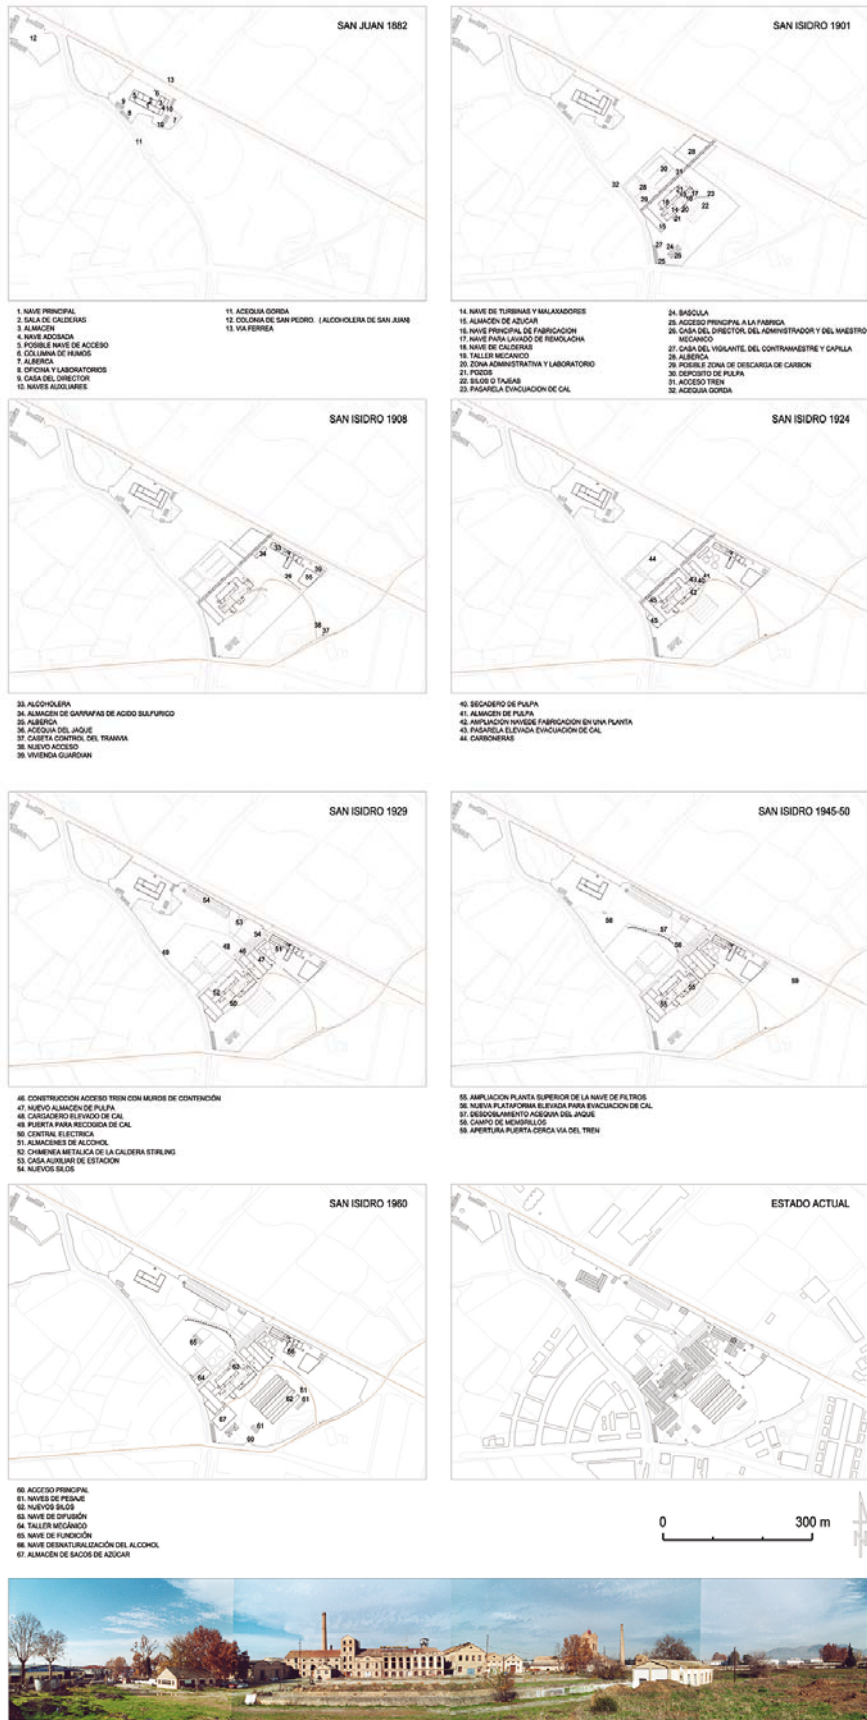 SAN JUAN 1882
1. NAVE PRINCIPAL
2. SALA DE CALDERAS
3. ALMACEN
4. NAVE ADOSADA
5. POSIBLE NAVE DE ACCESO
6. COLUMNA DE HUMOS
7. ALBERCA
8. OFICINA Y LABORATORIOS
9. CASA DEL DIRECTOR
10. NAVES AUXILIARES
11. ACEQUIA GORDA
12. COLONIA DE SAN PEDRO. (ALCOHOLERA DE SAN JUAN)
13. VIA FERREA
SAN ISIDRO 1901
14. NAVE DE TURBINAS Y MALAXADORES
15. ALMACEN DE AZUCAR
16. NAVE PRINCIPAL DE FABRICACION
17. NAVE PARA LAVADO DE REMOLACHA
18. NAVE DE CALDERAS
19. TALLER MECANICO
20. ZONA ADMINISTRATIVA Y LABORATORIO
21. POZOS
22. SILOS O TAJEAS
23. PASARELA EVACUACION DE CAL
24. BASCULA
25. ACCESO PRINCIPAL A LA FABRICA
26. CASA DEL DIRECTOR, DEL ADMINISTRADOR Y DEL MAESTRO
MECANICO
27. CASA DEL VIGILANTE, DEL CONTRAMAESTRE Y CAPILLA
28. ALBERCA
29. POSIBLE ZONA DE DESCARGA DE CARBON
30. DEPOSITO DE PULPA
31. ACCESO TREN
32. ACEQUIA GORDA
SAN ISIDRO 1908
33. ALCOHOLERA
34. ALMACEN DE GARRAFAS DE ACIDO SULFURICO
35. ALBERCA
36. ACEQUIA DEL JAQUE
37. CASETA CONTROL DEL TRANVIA
38. NUEVO ACCESO
39. VIVIENDA GUARDIAN
SAN ISIDRO 1924
40. SECADERO DE PULPA
41. ALMACEN DE PULPA
42. AMPLIACION NAVEDE FABRICACION EN UNA PLANTA
43. PASARELA ELEVADA EVACUACION DE CAL
44. CARBONERAS
SAN ISIDRO 1929
46. CONSTRUCCION ACCESO TREN CON MUROS DE CONTENCIÓN
47. NUEVO ALMACEN DE PULPA
48. CARGADERO ELEVADO DE CAL
49. PUERTA PARA RECOGIDA DE CAL
50. CENTRAL ELECTRICA
51. ALMACENES DE ALCOHOL
52. CHIMENEA METALICA DE LA CALDERA STIRLING
53. CASA AUXILIAR DE ESTACION
54. NUEVOS SILOS
SAN ISIDRO 1945-50
55. AMPLIACION PLANTA SUPERIOR DE LA NAVE DE FILTROS
56. NUEVA PLATAFORMA ELEVADA PARA EVACUACION DE CAL
57. DESDOBLAMIENTO ACEQUIA DEL JAQUE
58. CAMPO DE MEMBRILLOS
59. APERTURA PUERTA CERCA VIA DEL TREN
SAN ISIDRO 1960
60. ACCESO PRINCIPAL
61. NAVES DE PESAJE
62. NUEVOS SILOS
63. NAVE DE DIFUSIÓN
64. TALLER MECÁNICO
65. NAVE DE FUNDICIÓN
66. NAVE DESNATURALIZACIÓN DEL ALCOHOL
67. ALMACÉN DE SACOS DE AZÚCAR
ESTADO ACTUAL
0 300 m